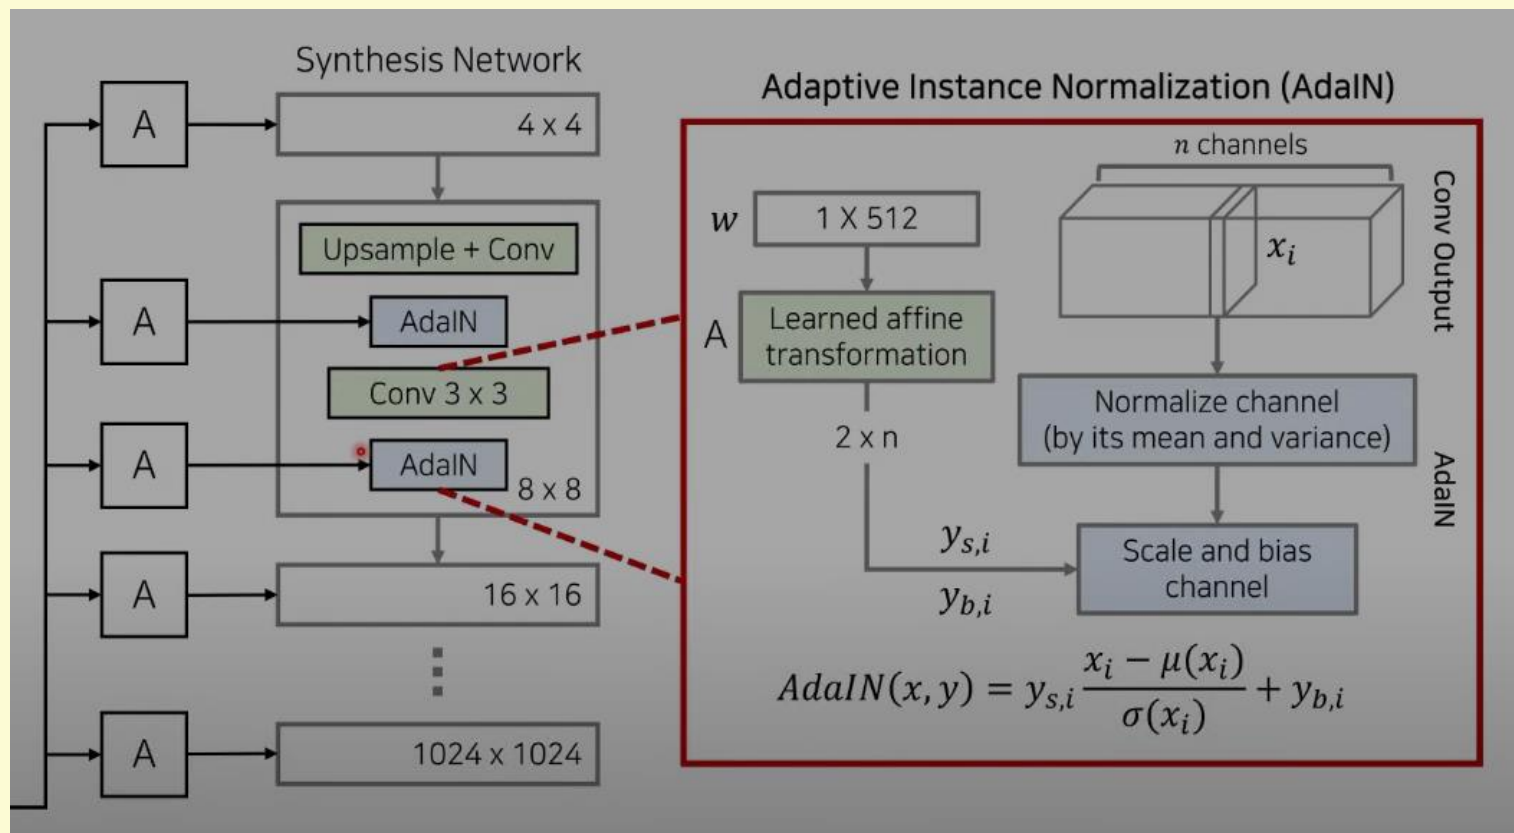 Synthesis Network
A
4 x 4
Upsample + Conv
A
AdaIN
Conv 3 x 3
A
AdaIN
8 x 8
A
16 x 16
A
1024 x 1024
Adaptive Instance Normalization (AdaIN)
n channels
w
1 X 512
x_i
Conv Output
A
Learned affine
transformation
2 x n
Normalize channel
(by its mean and variance)
AdaIN
y_{s,i}
y_{b,i}
Scale and bias
channel
AdaIN(x, y) = y_{s,i} \frac{x_i − μ(x_i)}{σ(x_i)} + y_{b,i}